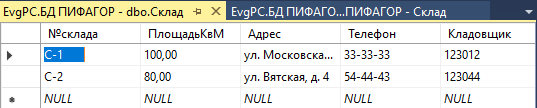 EvgPC.БД ПИФАГОР - dbo.Склад EvgPC.БД ПИФАГО...ПИФАГОР - Склад
№склада ПлощадьКвМ Адрес Телефон Кладовщик
С-1 100,00 ул. Московска... 33-33-33 123012
С-2 80,00 ул. Вятская, д. 4 54-44-43 123044
NULL NULL NULL NULL NULL